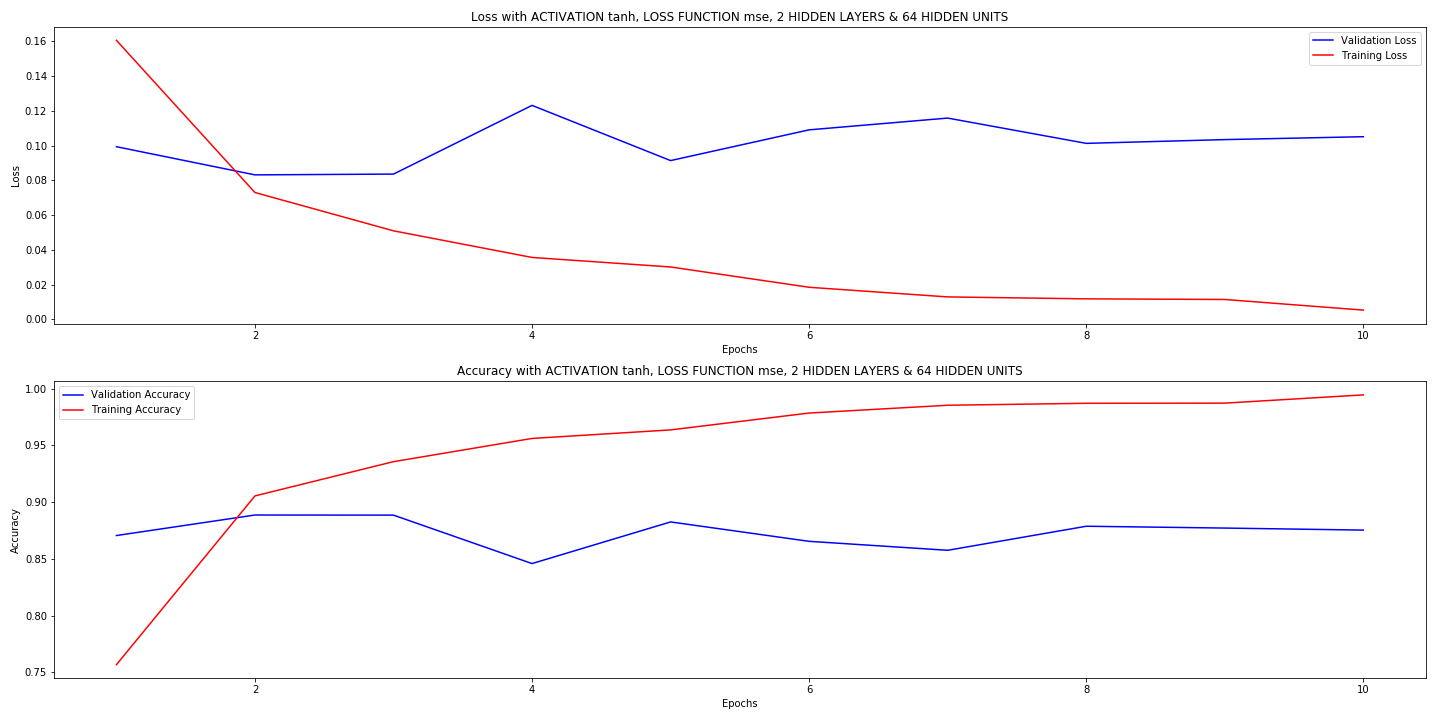 Loss with ACTIVATION tanh, LOSS FUNCTION mse, 2 HIDDEN LAYERS & 64 HIDDEN UNITS
Validation Loss
Training Loss
0.16
0.14
0.12
0.10
0.08
0.06
0.04
0.02
0.00
Loss
2
4
6
8
10
Epochs
Accuracy with ACTIVATION tanh, LOSS FUNCTION mse, 2 HIDDEN LAYERS & 64 HIDDEN UNITS
Validation Accuracy
Training Accuracy
1.00
0.95
0.90
0.85
0.80
0.75
Accuracy
2
4
6
8
10
Epochs